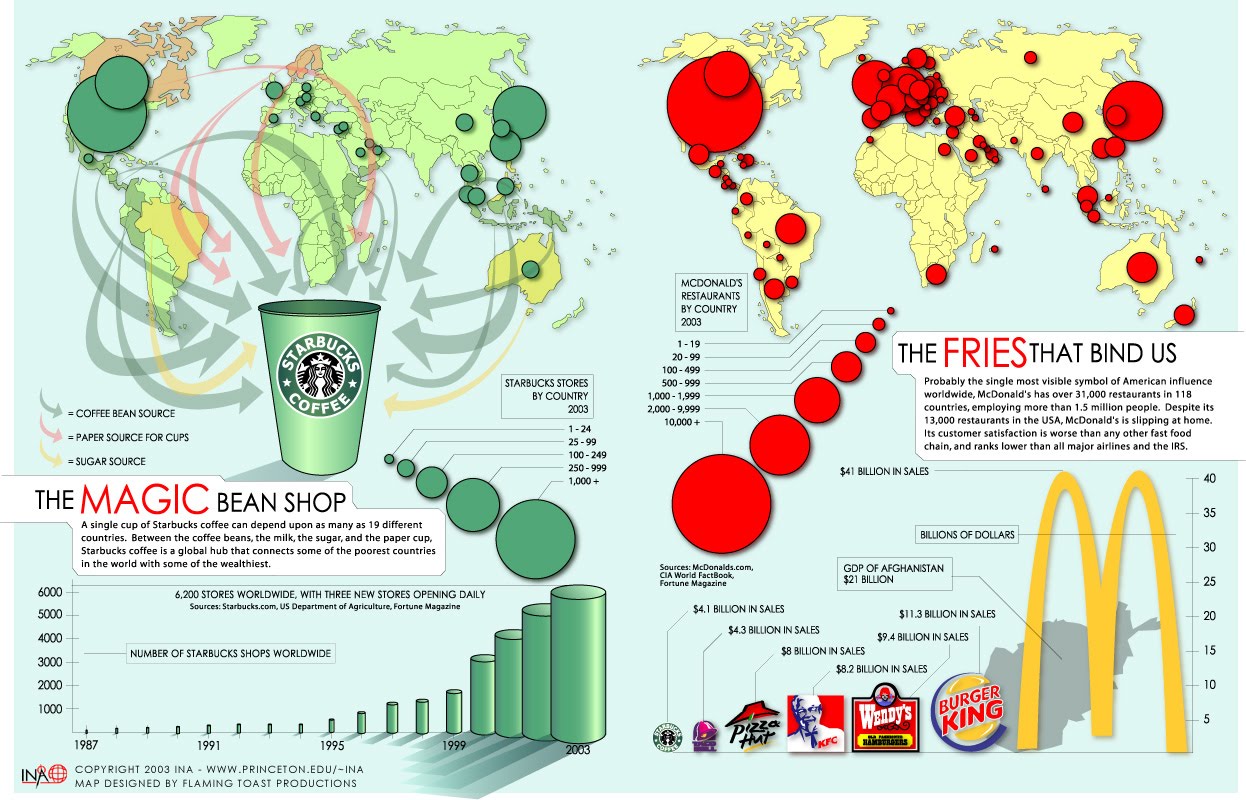 STARBUCKS
COFFEE
= COFFEE BEAN SOURCE
= PAPER SOURCE FOR CUPS
= SUGAR SOURCE
STARBUCKS STORES
BY COUNTRY
2003
1 - 24
25 - 99
100 - 249
250 - 999
1,000 +
THE MAGIC BEAN SHOP
A single cup of Starbucks coffee can depend upon as many as 19 different
countries. Between the coffee beans, the milk, the sugar, and the paper cup,
Starbucks coffee is a global hub that connects some of the poorest countries
in the world with some of the wealthiest.
6,200 STORES WORLDWIDE, WITH THREE NEW STORES OPENING DAILY
Sources: Starbucks.com, US Department of Agriculture, Fortune Magazine
NUMBER OF STARBUCKS SHOPS WORLDWIDE
6000
5000
4000
3000
2000
1000
1987
1991
1995
1999
2003
INA
COPYRIGHT 2003 INA - WWW.PRINCETON.EDU/~INA
MAP DESIGNED BY FLAMING TOAST PRODUCTIONS
MCDONALD'S
RESTAURANTS
BY COUNTRY
2003
1 - 19
20 - 99
100 - 499
500 - 999
1,000 - 1,999
2,000 - 9,999
10,000 +
THE FRIES THAT BIND US
Probably the single most visible symbol of American influence
worldwide, McDonald's has over 31,000 restaurants in 118
countries, employing more than 1.5 million people. Despite its
13,000 restaurants in the USA, McDonald's is slipping at home.
Its customer satisfaction is worse than any other fast food
chain, and ranks lower than all major airlines and the IRS.
Sources: McDonalds.com,
CIA World FactBook,
Fortune Magazine
$41 BILLION IN SALES
BILLIONS OF DOLLARS
GDP OF AFGHANISTAN
$21 BILLION
$4.1 BILLION IN SALES
$4.3 BILLION IN SALES
$8 BILLION IN SALES
$8.2 BILLION IN SALES
$9.4 BILLION IN SALES
$11.3 BILLION IN SALES
40
35
30
25
20
15
10
5
TACO
BELL
Pizza
Hut
KFC
Wendy's
OLD FASHIONED
HAMBURGERS
BURGER
KING